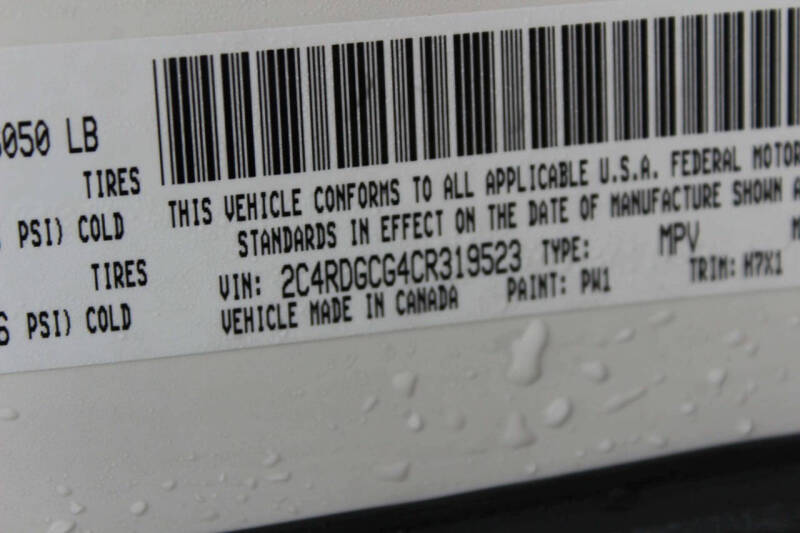 050 LB
TIRES
PSI) COLD
TIRES
PSI) COLD
THIS VEHICLE CONFORMS TO ALL APPLICABLE U.S.A. FEDERAL MOTOR
STANDARDS IN EFFECT ON THE DATE OF MANUFACTURE SHOWN A
VIN: 2C4RDGCG4CR319523 TYPE: MPV
VEHICLE MADE IN CANADA PAINT: PW1 TRIM: M7X1